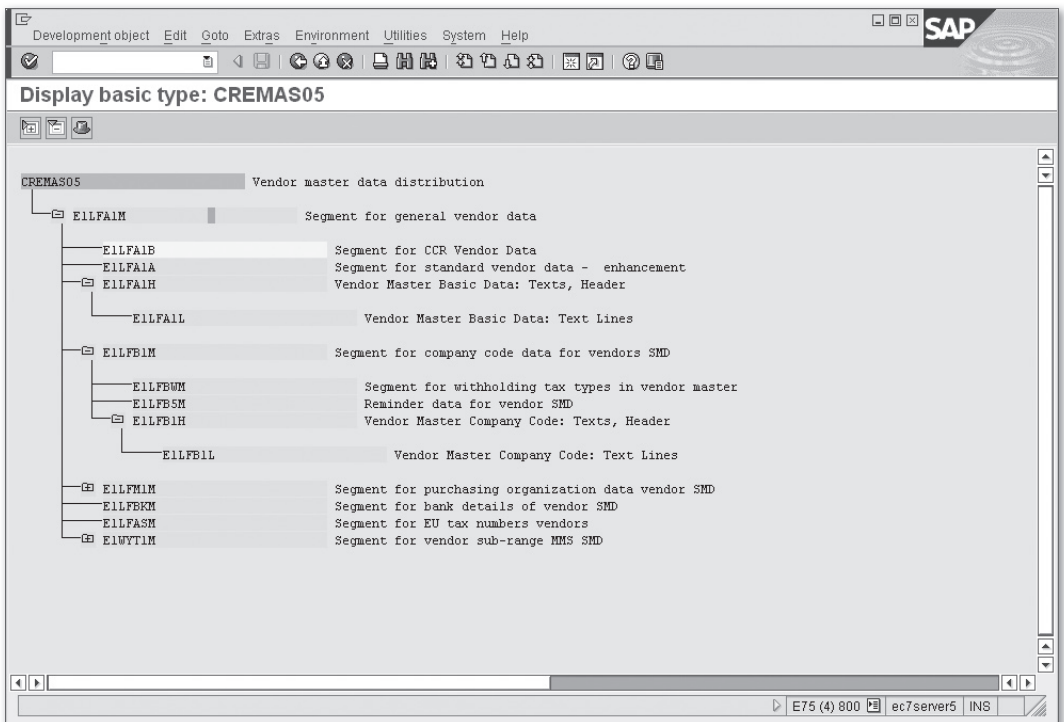 Development object Edit Goto Extras Environment Utilities System Help
SAP
Display basic type: CREMAS05
CREMAS05 Vendor master data distribution
E1LFA1M Segment for general vendor data
E1LFA1B Segment for CCR Vendor Data
E1LFA1A Segment for standard vendor data - enhancement
E1LFA1H Vendor Master Basic Data: Texts, Header
E1LFA1L Vendor Master Basic Data: Text Lines
E1LFB1M Segment for company code data for vendors SMD
E1LFBWM Segment for withholding tax types in vendor master
E1LFB5M Reminder data for vendor SMD
E1LFB1H Vendor Master Company Code: Texts, Header
E1LFB1L Vendor Master Company Code: Text Lines
E1LFM1M Segment for purchasing organization data vendor SMD
E1LFBKM Segment for bank details of vendor SMD
E1LFASM Segment for EU tax numbers vendors
E1WYT1M Segment for vendor sub-range MMS SMD
E75 (4) 800 ec7server5 INS